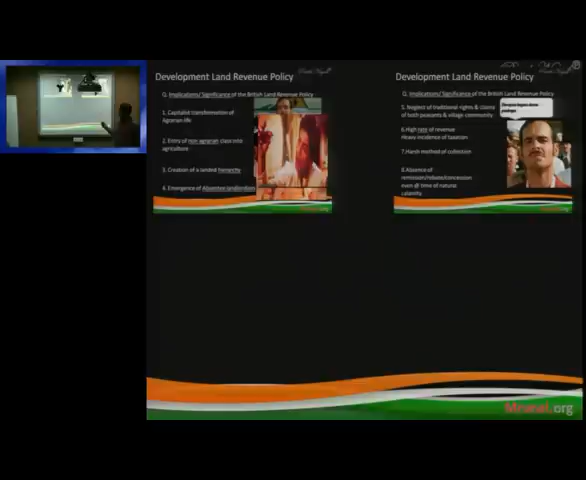 Development Land Revenue Policy
Q. Implications/ Significance of the British Land Revenue Policy
1. Capitalist transformation of
Agrarian life
2. Entry of non agrarian class into
agriculture
3. Creation of a landed hierarchy
4. Emergence of Absentee landlordism
Development Land Revenue Policy
Q. Implications/ Significance of the British Land Revenue Policy
5. Neglect of traditional rights & claims
of both peasants & village community
6.High rate of revenue
Heavy incidence of taxation
7.Harsh method of collection
8.Absence of
remission/rebate/concession
even @ time of natural
calamity
Mrunal.org